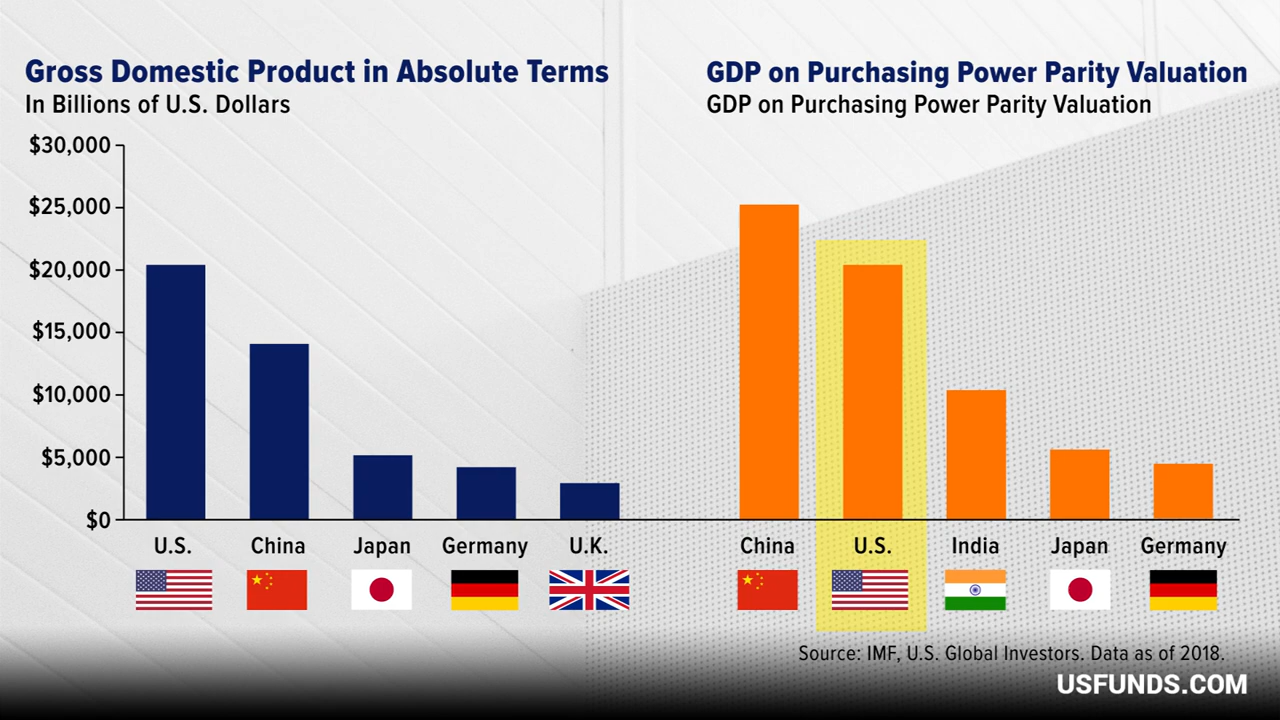 Gross Domestic Product in Absolute Terms
In Billions of U.S. Dollars
$30,000
$25,000
$20,000
$15,000
$10,000
$5,000
$0
U.S.
China
Japan
Germany
U.K.
GDP on Purchasing Power Parity Valuation
GDP on Purchasing Power Parity Valuation
China
U.S.
India
Japan
Germany
Source: IMF, U.S. Global Investors. Data as of 2018.
USFUNDS.COM